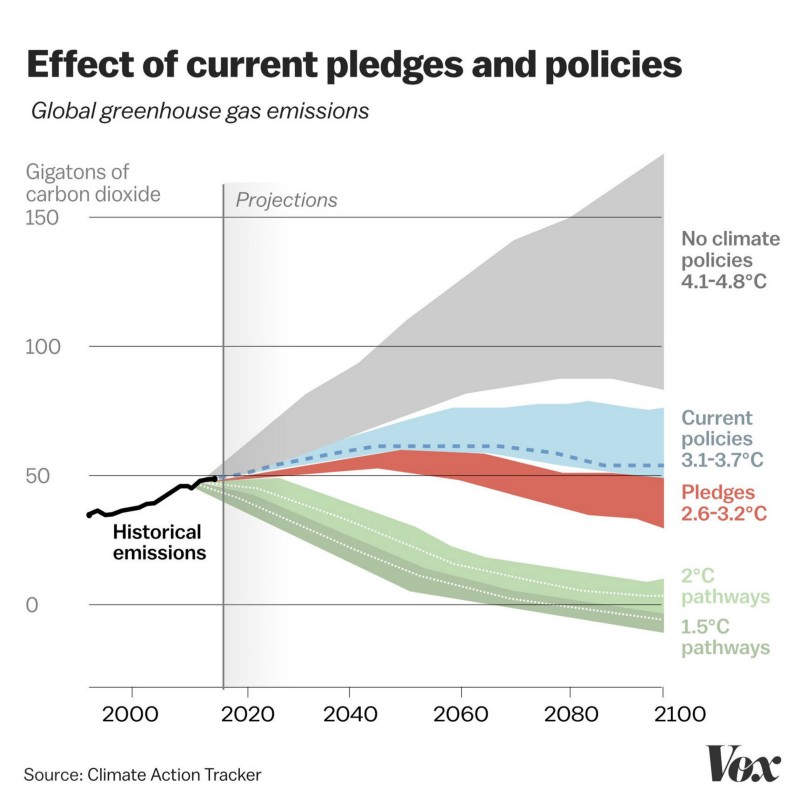 Effect of current pledges and policies
Global greenhouse gas emissions
Gigatons of
carbon dioxide
Projections
150
100
50
0
No climate
policies
4.1-4.8°C
Current
policies
3.1-3.7°C
Pledges
2.6-3.2°C
Historical
emissions
2°C
pathways
1.5°C
pathways
2000 2020 2040 2060 2080 2100
Source: Climate Action Tracker
Vox